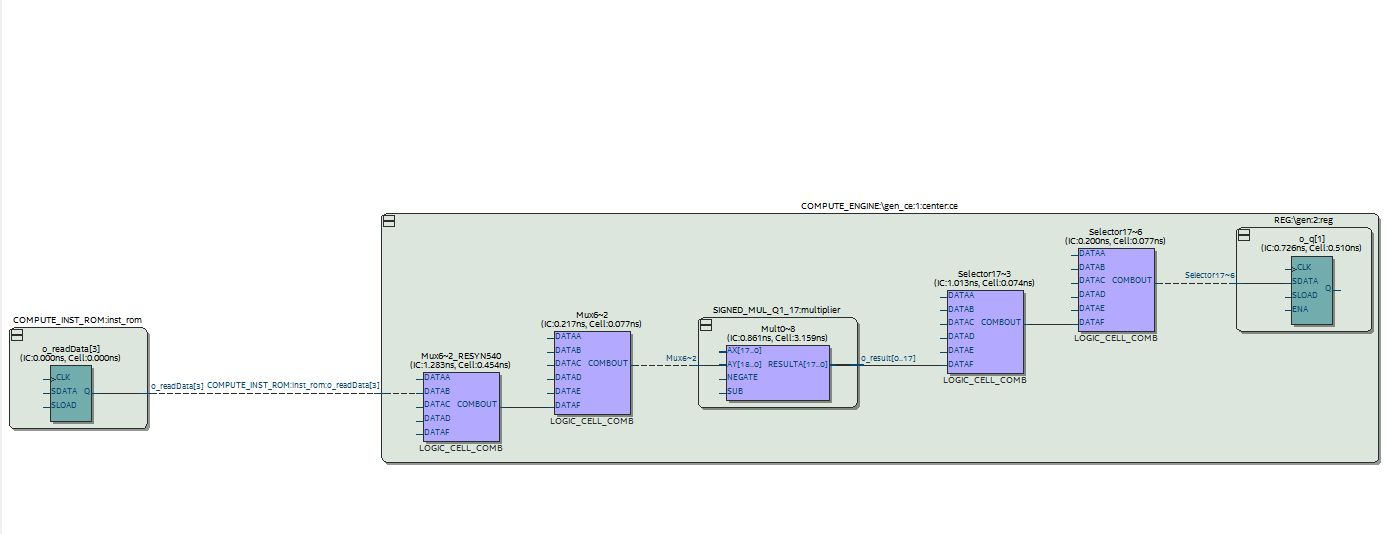 COMPUTE_ENGINE:\gen_ce:1:center:ce
COMPUTE_INST_ROM:inst_rom
o_readData[3]
(IC:0.000ns, Cell:0.000ns)
CLK
SDATA Q
SLOAD
o_readData[3] COMPUTE_INST_ROM:inst_rom:o_readData[3]
Mux6~2_RESYN540
(IC:1.283ns, Cell:0.454ns)
DATAA
DATAB
DATAC COMBOUT
DATAD
DATAF
LOGIC_CELL_COMB
Mux6~2
(IC:0.217ns, Cell:0.077ns)
DATAA
DATAB
DATAC COMBOUT
DATAD
DATAE
DATAF
LOGIC_CELL_COMB
Mux6~2
SIGNED_MUL_Q1_17:multiplier
Mult0~8
(IC:0.861ns, Cell:3.159ns)
AX[17..0]
AY[18..0] RESULTA[17..0]
NEGATE
SUB
o_result[0..17]
Selector17~3
(IC:1.013ns, Cell:0.074ns)
DATAA
DATAB
DATAC COMBOUT
DATAD
DATAE
DATAF
LOGIC_CELL_COMB
Selector17~6
(IC:0.200ns, Cell:0.077ns)
DATAA
DATAB
DATAC COMBOUT
DATAD
DATAE
DATAF
LOGIC_CELL_COMB
Selector17~6
REG:\gen:2:reg
o_q[1]
(IC:0.726ns, Cell:0.510ns)
CLK
SDATA Q
SLOAD
ENA